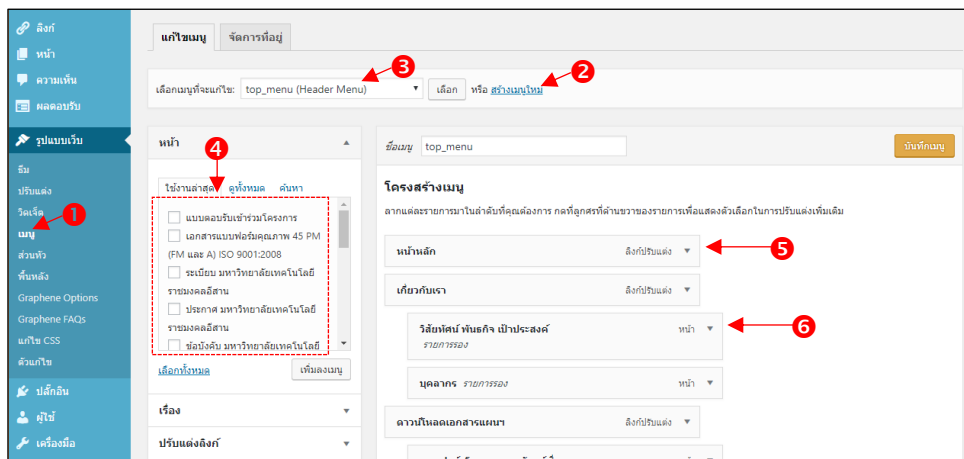 ลิงก์
หน้า
ความเห็น
ผลตอบรับ
รูปแบบเว็บ
ธีม
ปรับแต่ง
วิดเจ็ต
เมนู
ส่วนหัว
พื้นหลัง
Graphene Options
Graphene FAQs
แก้ไข CSS
ตัวแก้ไข
ปลั๊กอิน
ผู้ใช้
เครื่องมือ
1
แก้ไขเมนู จัดการที่อยู่
3
2
เลือกเมนูที่จะแก้ไข: top_menu (Header Menu) เลือก หรือ สร้างเมนูใหม่
หน้า
4
ใช้งานล่าสุด ดูทั้งหมด ค้นหา
แบบตอบรับเข้าร่วมโครงการ
เอกสารแบบฟอร์มคุณภาพ 45 PM
(FM และ A) ISO 9001:2008
ระเบียบ มหาวิทยาลัยเทคโนโลยี
ราชมงคลอีสาน
ประกาศ มหาวิทยาลัยเทคโนโลยี
ราชมงคลอีสาน
ข้อบังคับ มหาวิทยาลัยเทคโนโลยี
เลือกทั้งหมด เพิ่มลงเมนู
เรื่อง
ปรับแต่งลิงก์
ชื่อเมนู top_menu บันทึกเมนู
โครงสร้างเมนู
ลากแต่ละรายการมาในลำดับที่คุณต้องการ กดที่ลูกศรที่ด้านขวาของรายการเพื่อแสดงตัวเลือกในการปรับแต่งเพิ่มเติม
หน้าหลัก ลิงก์ปรับแต่ง
5
เกี่ยวกับเรา ลิงก์ปรับแต่ง
วิสัยทัศน์ พันธกิจ เป้าประสงค์ หน้า
รายการรอง
6
บุคลากร รายการรอง หน้า
ดาวน์โหลดเอกสารแผนฯ ลิงก์ปรับแต่ง